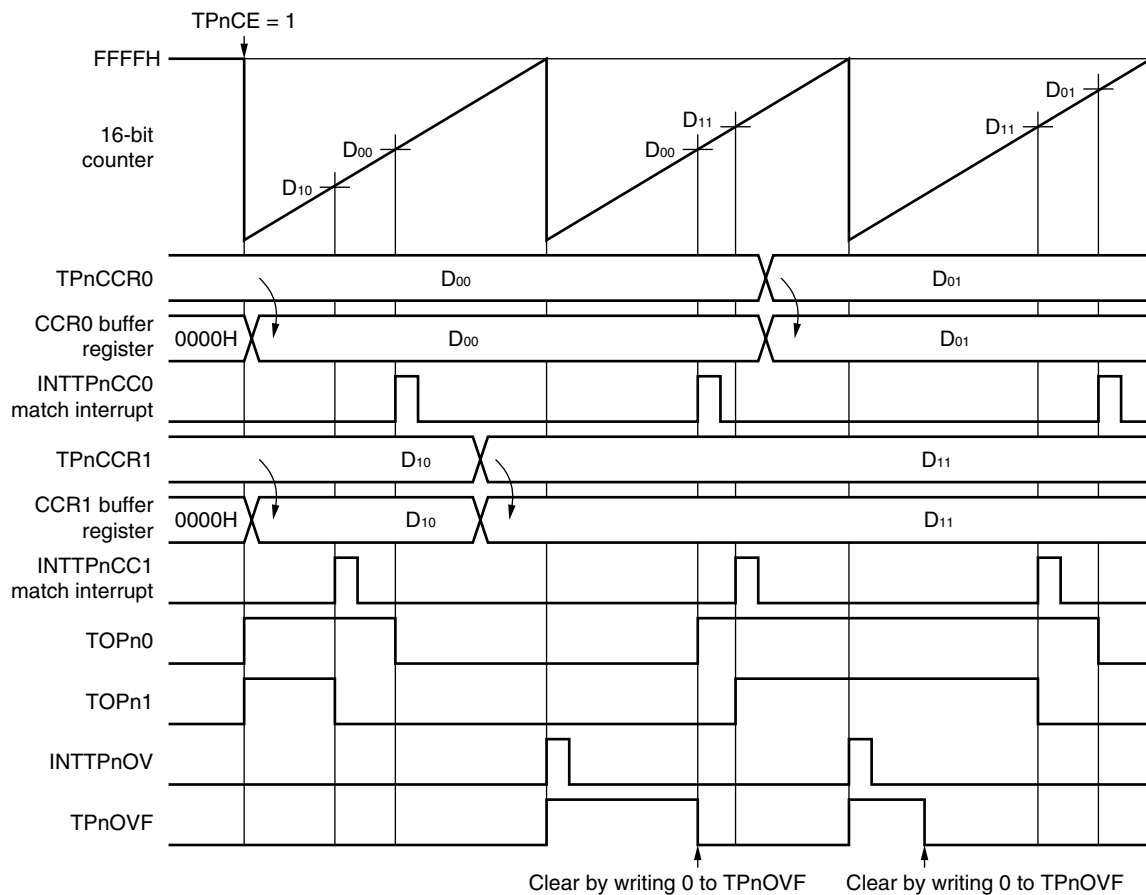 TPnCE = 1
FFFFH
16-bit
counter
D10
D00
D00
D11
D11
D01
TPnCCR0
D00
D01
CCR0 buffer
register
0000H
D00
D01
INTTPnCC0
match interrupt
TPnCCR1
D10
D11
CCR1 buffer
register
0000H
D10
D11
INTTPnCC1
match interrupt
TOPn0
TOPn1
INTTPnOV
TPnOVF
Clear by writing 0 to TPnOVF
Clear by writing 0 to TPnOVF